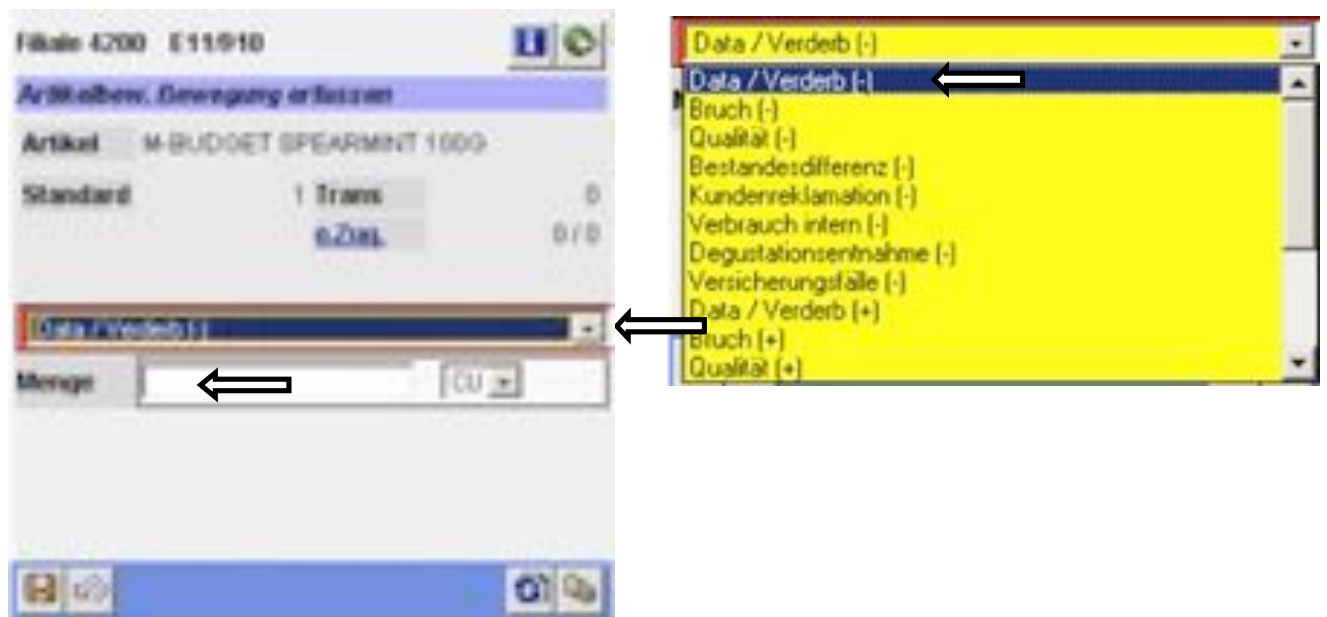 Filiale 4200 E11/910
Artikelbew. Bewegung erfassen
Artikel M-BUDGET SPEARMINT 100G
Standard 1 Trans 0
0 / 0
Data / Verderb [-]
Menge CU
Data / Verderb [-]
Data / Verderb [-]
Bruch [-]
Qualität [-]
Bestandesdifferenz [-]
Kundenreklamation [-]
Verbrauch intern [-]
Degustationsentnahme [-]
Versicherungsfälle [-]
Data / Verderb [+]
Bruch [+]
Qualität [+]